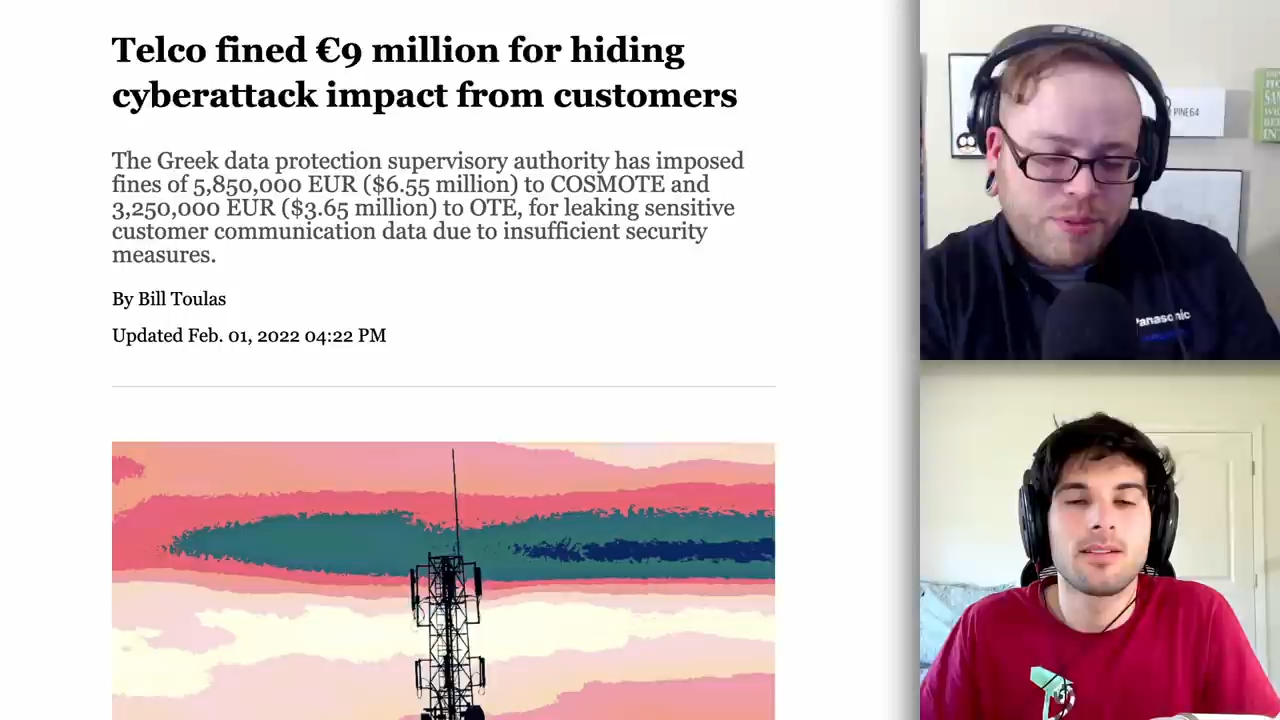 Telco fined €9 million for hiding
cyberattack impact from customers
The Greek data protection supervisory authority has imposed
fines of 5,850,000 EUR ($6.55 million) to COSMOTE and
3,250,000 EUR ($3.65 million) to OTE, for leaking sensitive
customer communication data due to insufficient security
measures.
By Bill Toulas
Updated Feb. 01, 2022 04:22 PM
PINE64
Panasonic